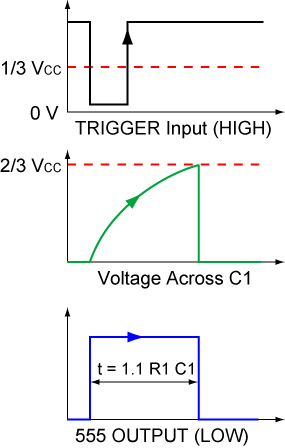 1/3 Vcc
0 V
TRIGGER Input (HIGH)
2/3 Vcc
Voltage Across C1
t = 1.1 R1 C1
555 OUTPUT (LOW)